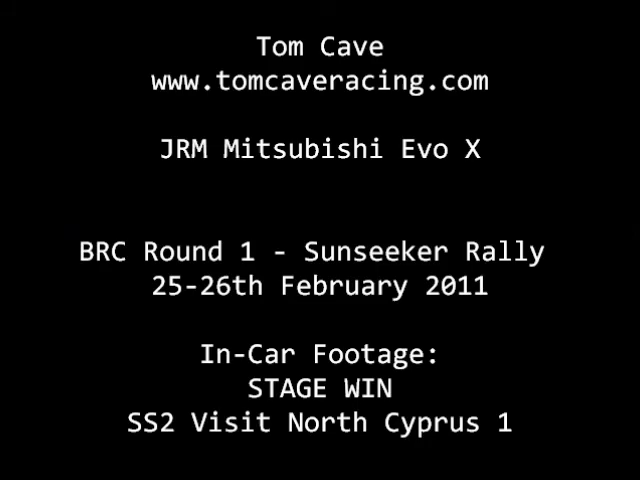 Tom Cave
www.tomcaveracing.com
JRM Mitsubishi Evo X
BRC Round 1 - Sunseeker Rally
25-26th February 2011
In-Car Footage:
STAGE WIN
SS2 Visit North Cyprus 1